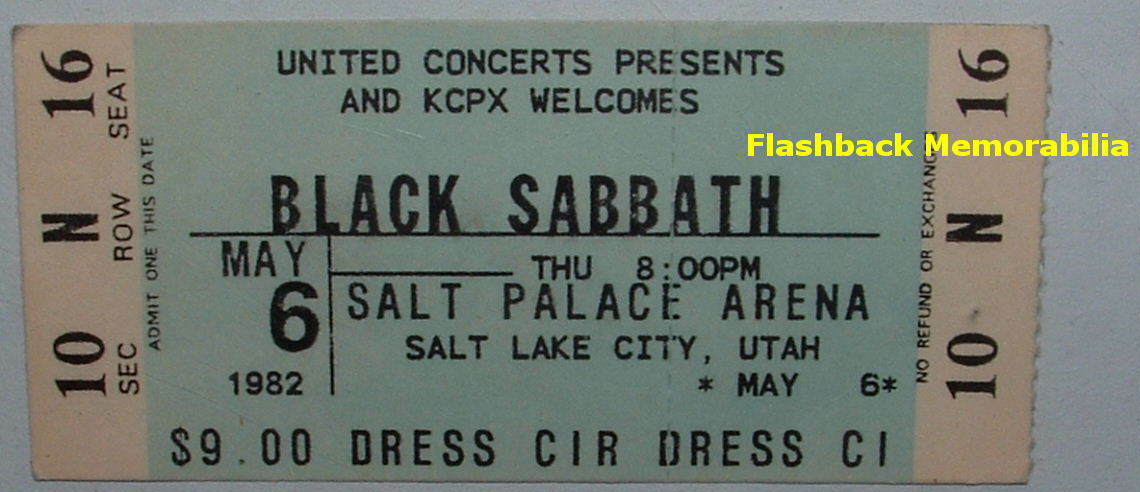 16 SEAT
N ROW
10 SEC
ADMIT ONE THIS DATE
UNITED CONCERTS PRESENTS
AND KCPX WELCOMES
BLACK SABBATH
MAY
6
1982
THU 8:00PM
SALT PALACE ARENA
SALT LAKE CITY, UTAH
* MAY 6*
$9.00 DRESS CIR DRESS CI
NO REFUND OR EXCHANGE
16
N
10
Flashback Memorabilia